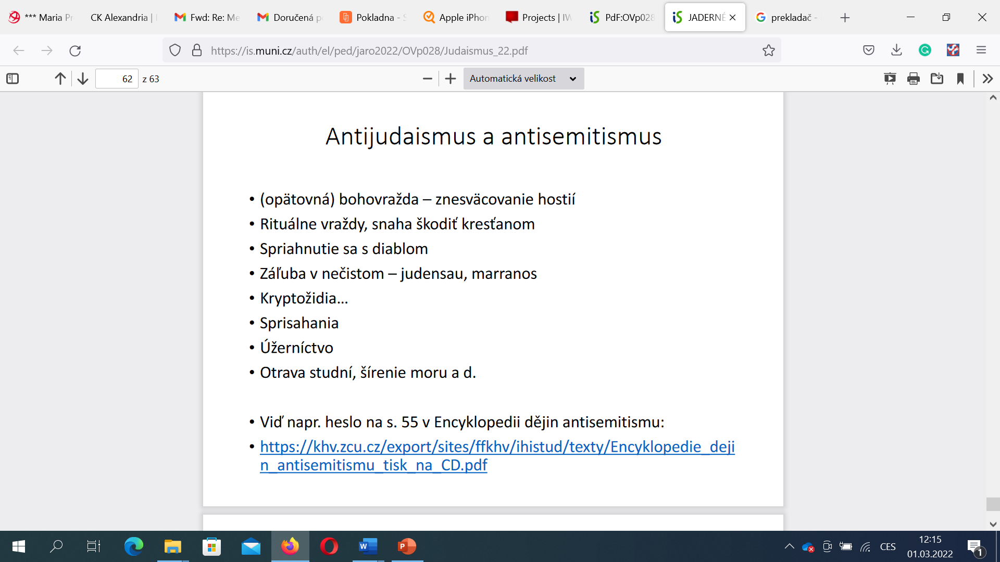 *** Maria Pr
CK Alexandria |
Fwd: Re: Me
Doručená p
Pokladna - S
Apple iPhon
Projects | IW
PdF:OVp028
JADERNÉ
prekladač -
https://is.muni.cz/auth/el/ped/jaro2022/OVp028/Judaismus_22.pdf
62 z 63
Automatická velikost
Antijudaismus a antisemitismus
• (opätovná) bohovražda – znesväcovanie hostií
• Rituálne vraždy, snaha škodiť kresťanom
• Spriahnutie sa s diablom
• Záľuba v nečistom – judensau, marranos
• Kryptožidia…
• Sprisahania
• Úžerníctvo
• Otrava studní, šírenie moru a d.
• Viď napr. heslo na s. 55 v Encyklopedii dějin antisemitismu:
• https://khv.zcu.cz/export/sites/ffkhv/ihistud/texty/Encyklopedie_deji
n_antisemitismu_tisk_na_CD.pdf
CES
12:15
01.03.2022
1